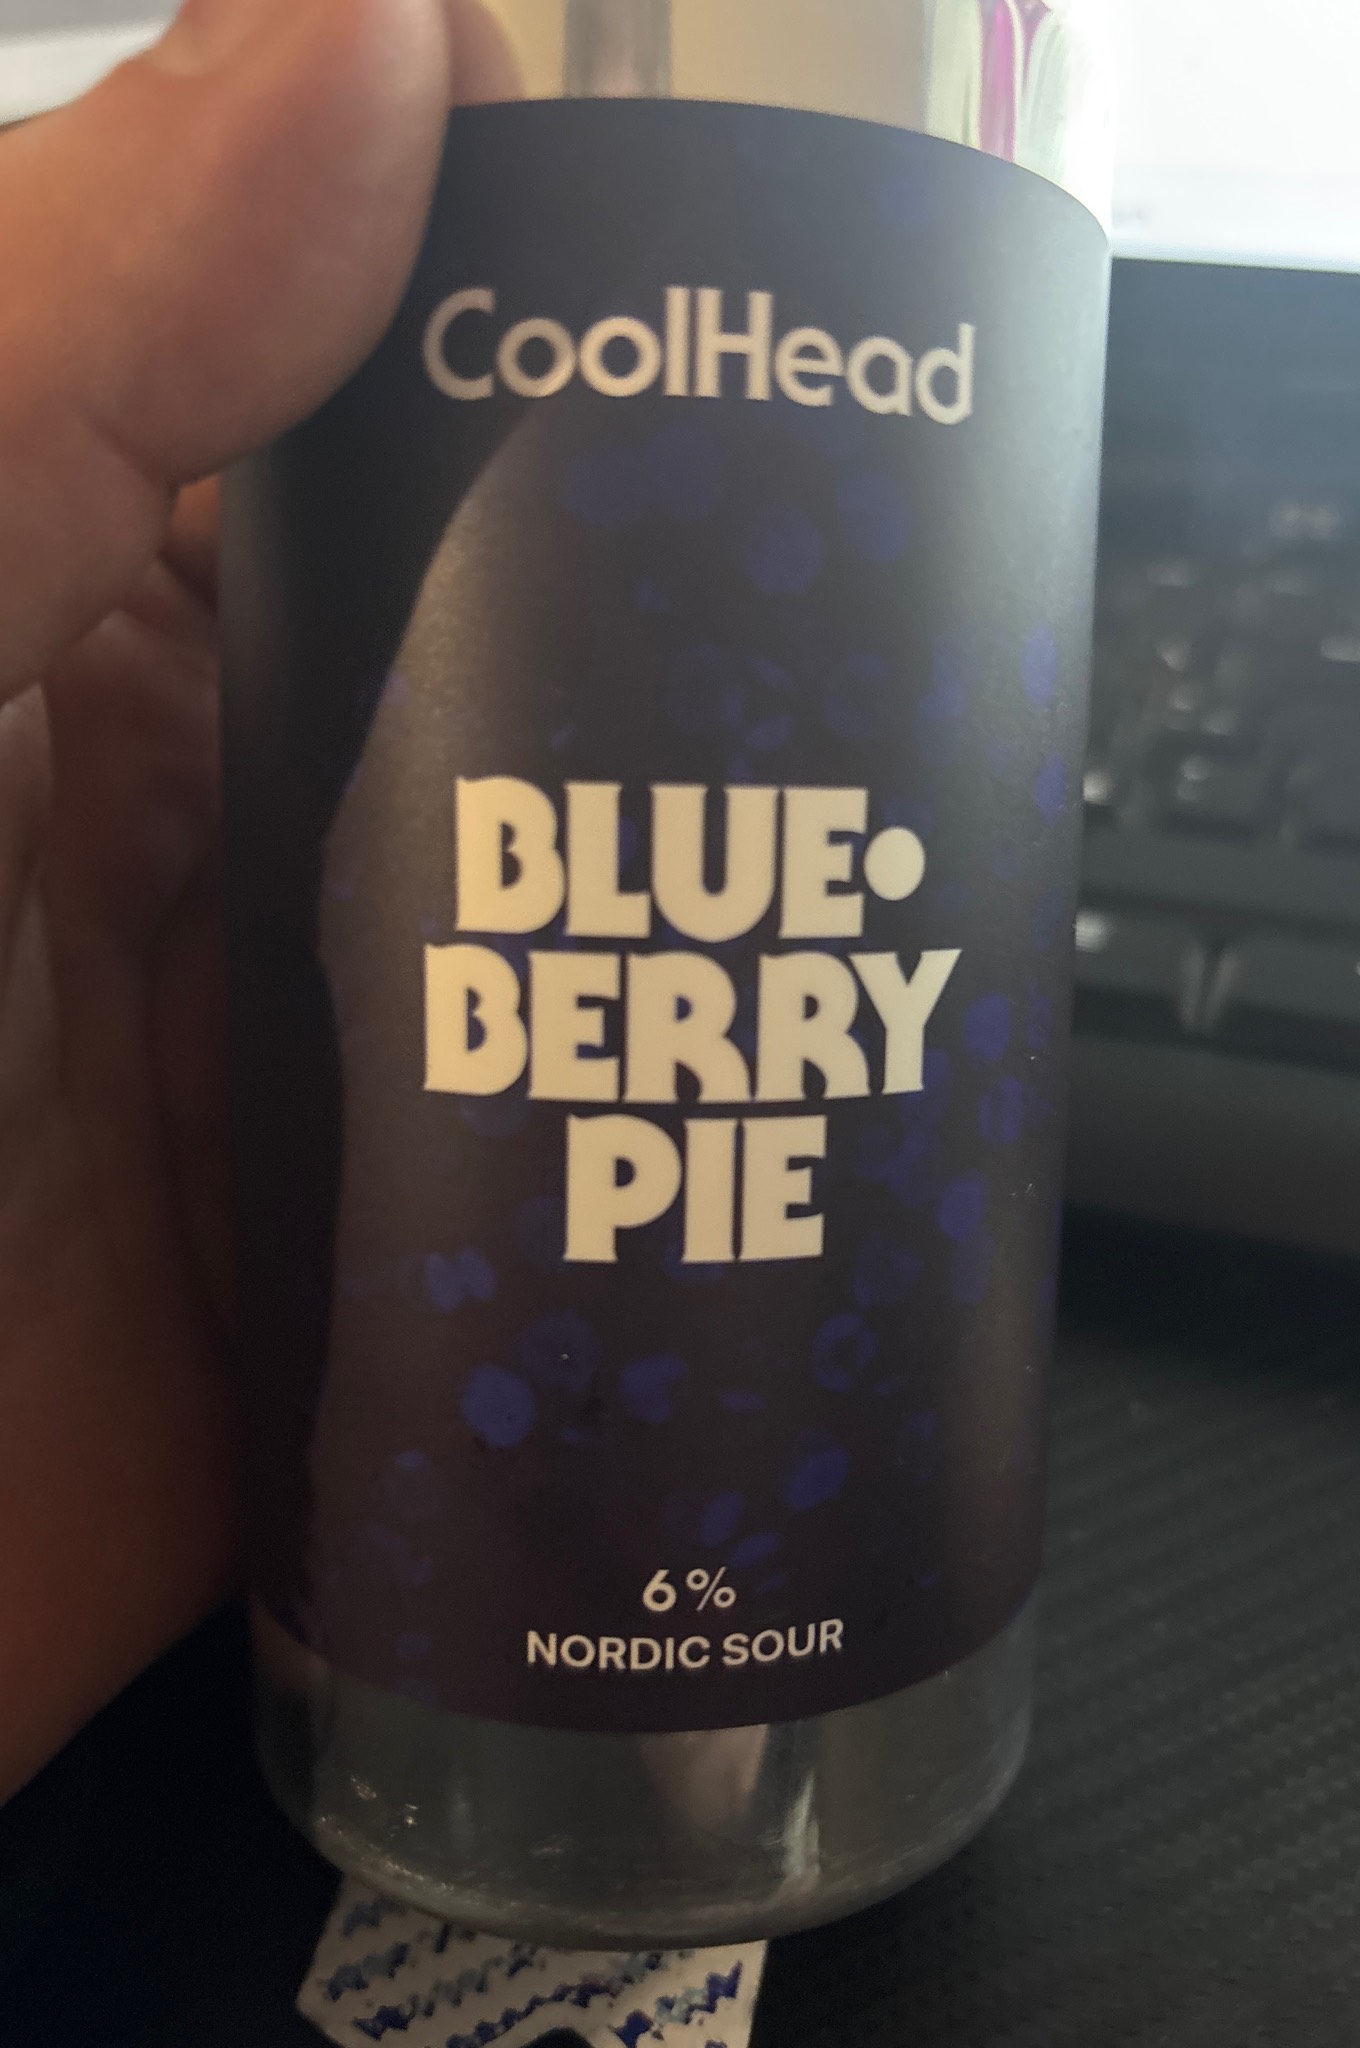 CoolHead
BLUE•
BERRY
PIE
6%
NORDIC SOUR